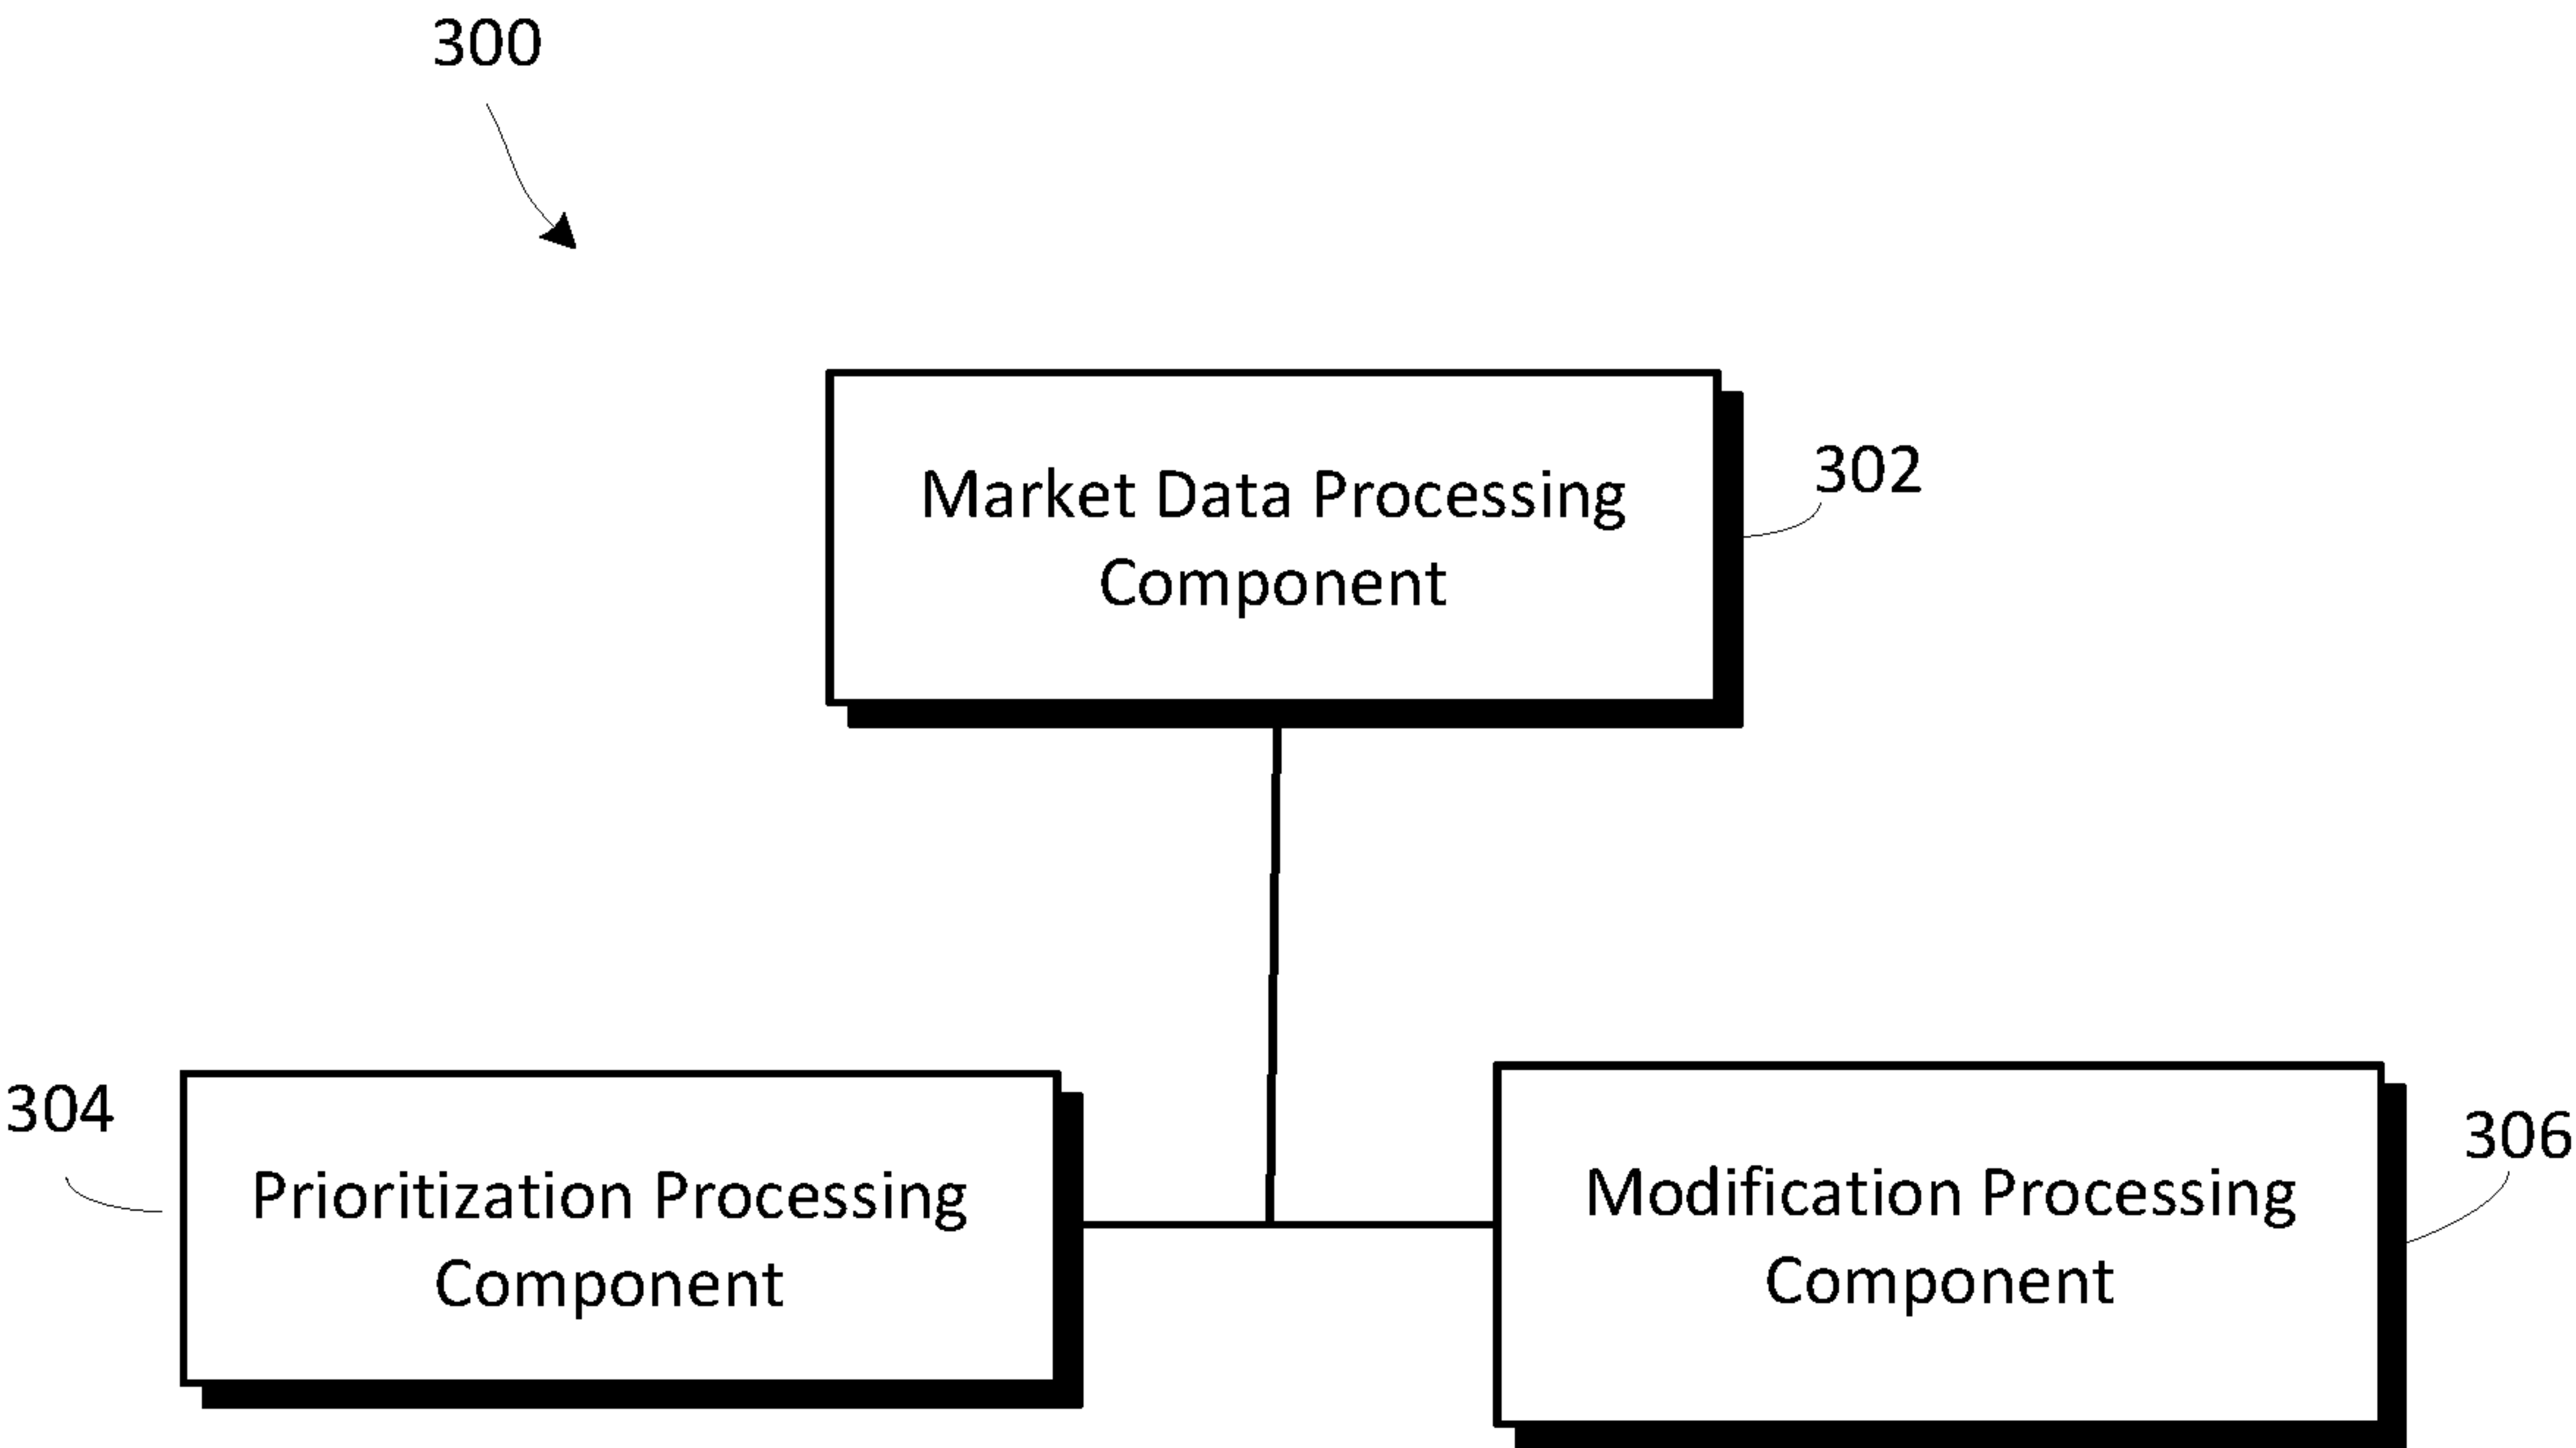 300
Market Data Processing
Component
302
304
Prioritization Processing
Component
Modification Processing
Component
306